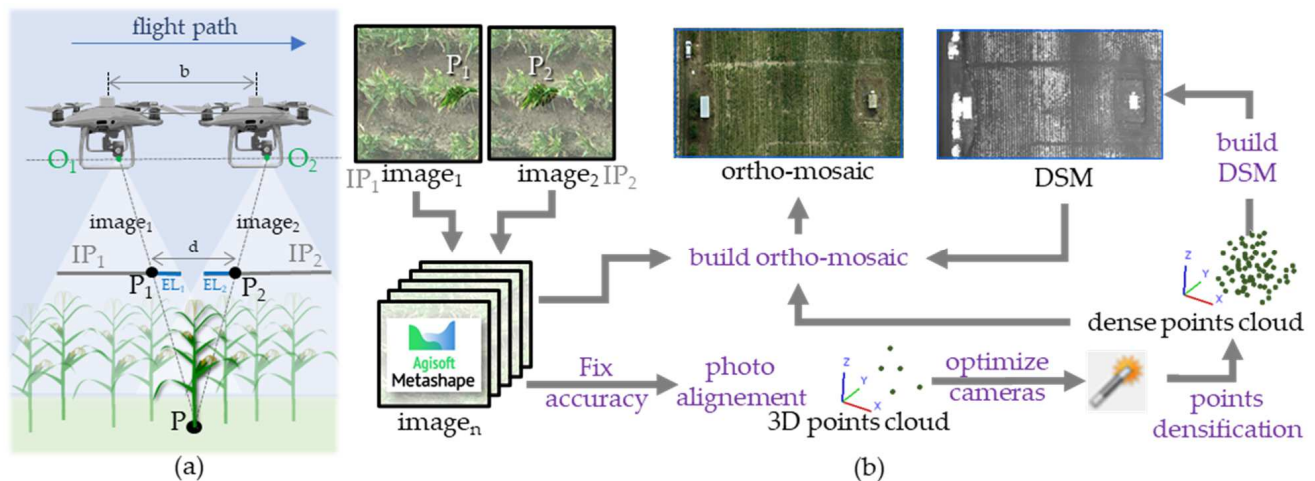 flight path
b
O₁
O₂
image₁
image₂
d
IP₁
IP₂
P₁
EL₁
EL₂
P₂
P
(a)
P₁
P₂
IP₁
image₁
image₂
IP₂
ortho-mosaic
DSM
build
DSM
build ortho-mosaic
Agisoft
Metashape
imageₙ
Fix
accuracy
photo
alignement
Z
Y
X
3D points cloud
optimize
cameras
Z
Y
X
dense points cloud
points
densification
(b)